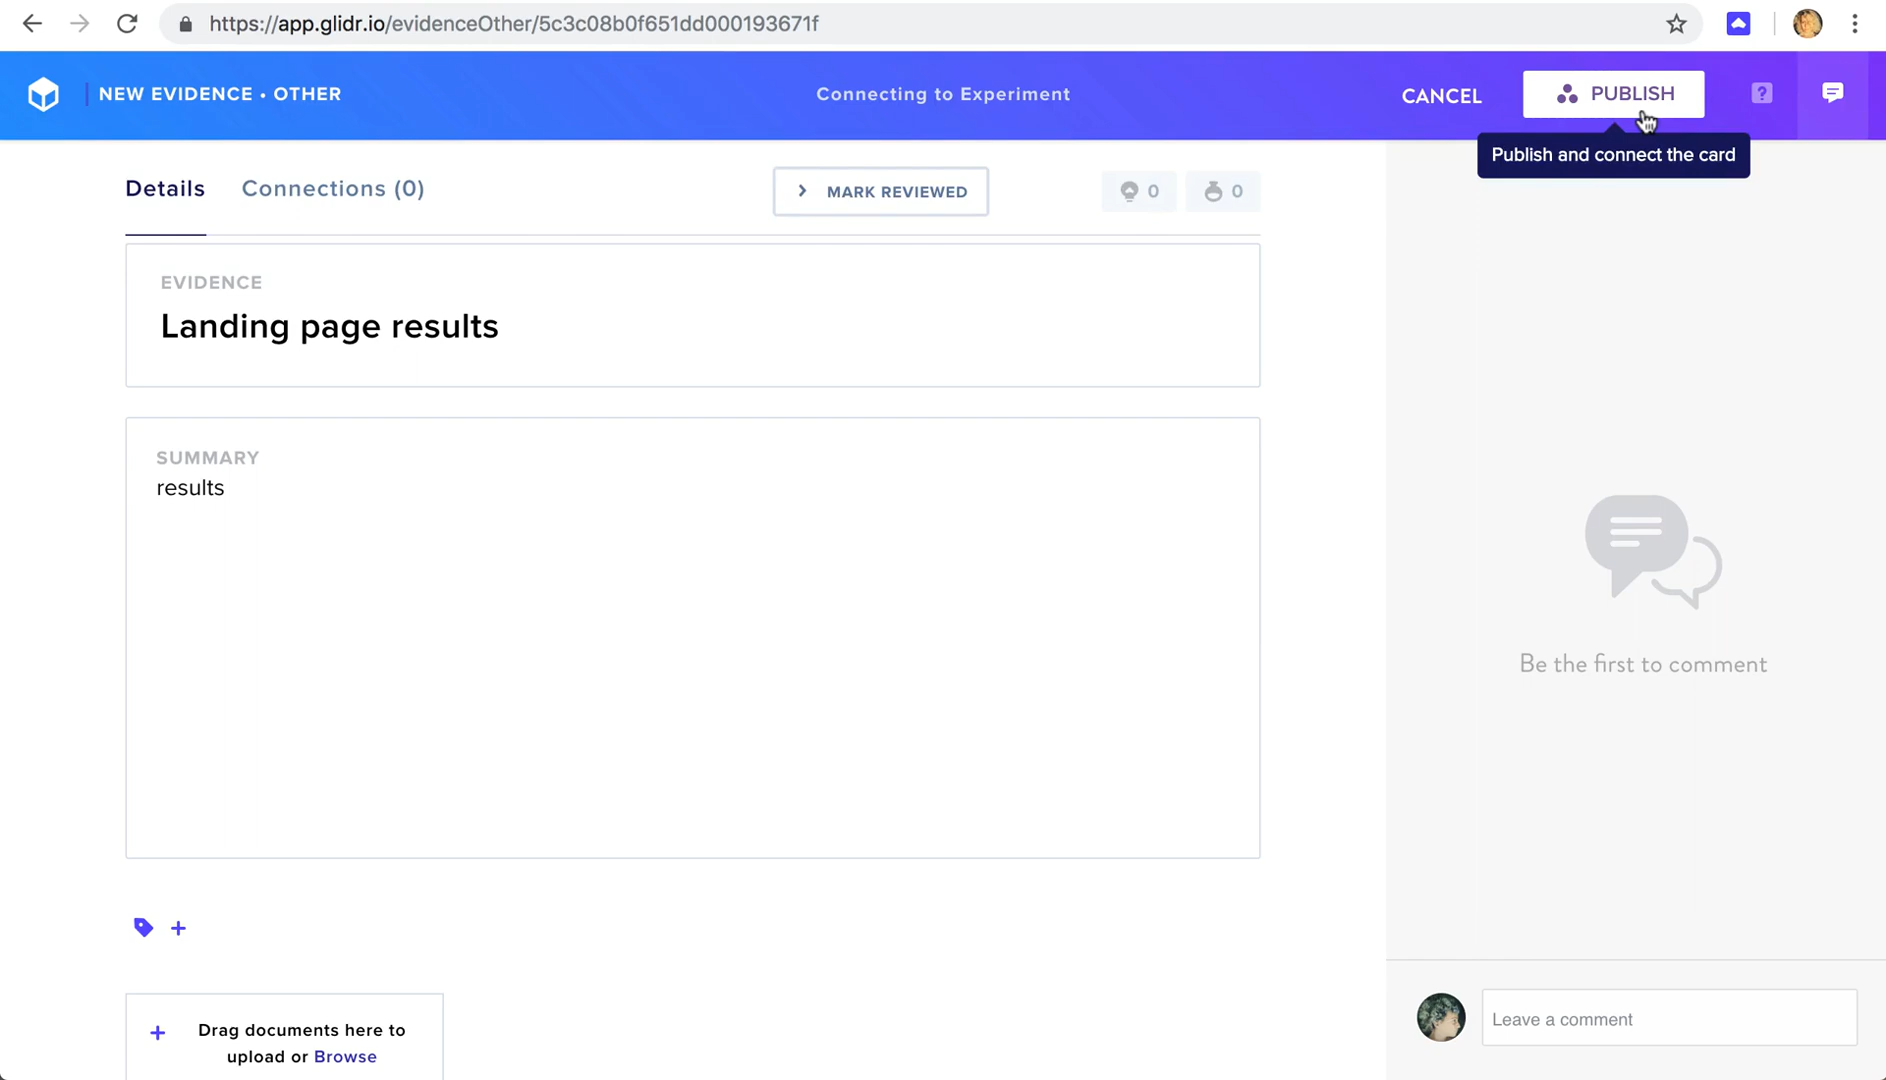 https://app.glidr.io/evidenceOther/5c3c08b0f651dd000193671f
NEW EVIDENCE • OTHER
Connecting to Experiment
CANCEL
PUBLISH
?
Publish and connect the card
Details
Connections (0)
MARK REVIEWED
0
0
EVIDENCE
Landing page results
SUMMARY
results
Be the first to comment
Drag documents here to
upload or Browse
Leave a comment